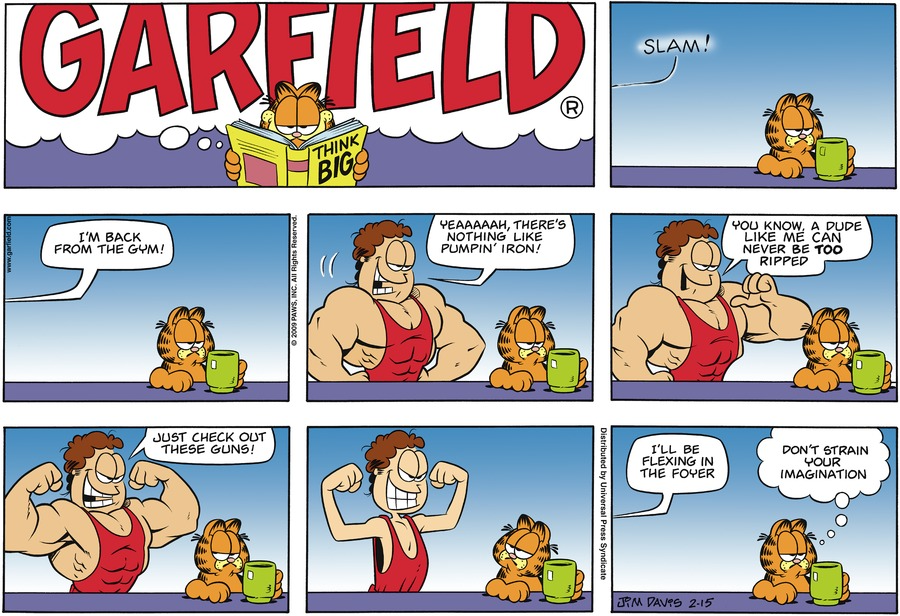 GARFIELD
®
THINK
BIG
SLAM!
www.garfield.com
I'M BACK
FROM THE GYM!
© 2009 PAWS, INC. All Rights Reserved.
YEAAAAAH, THERE'S
NOTHING LIKE
PUMPIN' IRON!
YOU KNOW, A DUDE
LIKE ME CAN
NEVER BE TOO
RIPPED
JUST CHECK OUT
THESE GUNS!
Distributed by Universal Press Syndicate
I'LL BE
FLEXING IN
THE FOYER
DON'T STRAIN
YOUR
IMAGINATION
JIM DAVIS 2-15